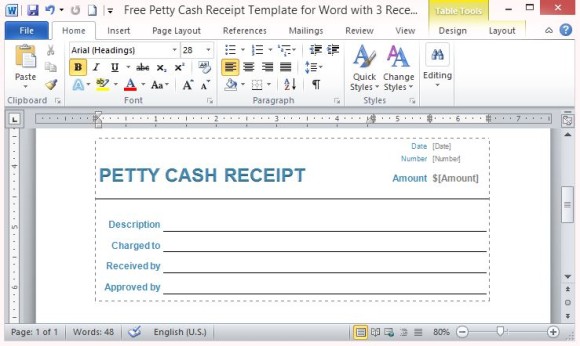 W Free Petty Cash Receipt Template for Word with 3 Rece... Table Tools
File Home Insert Page Layout References Mailings Review View Design Layout
Arial (Headings) 28
B I U abc x₂ x²
A ab A Aa A A
Paste
Quick Styles
Change Styles
Editing
Clipboard Font Paragraph Styles
Date [Date]
Number [Number]
PETTY CASH RECEIPT
Amount $[Amount]
Description
Charged to
Received by
Approved by
Page: 1 of 1 Words: 48 English (U.S.) 80%